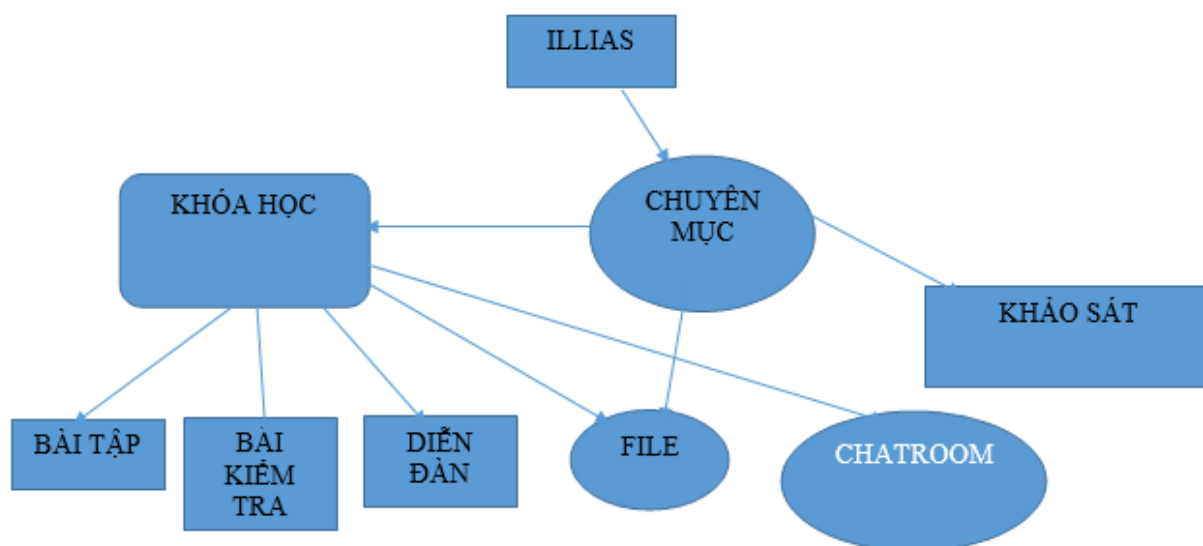 ILLIAS
KHÓA HỌC
CHUYÊN
MỤC
KHẢO SÁT
BÀI TẬP
BÀI
KIỂM
TRA
DIỄN
ĐÀN
FILE
CHATROOM